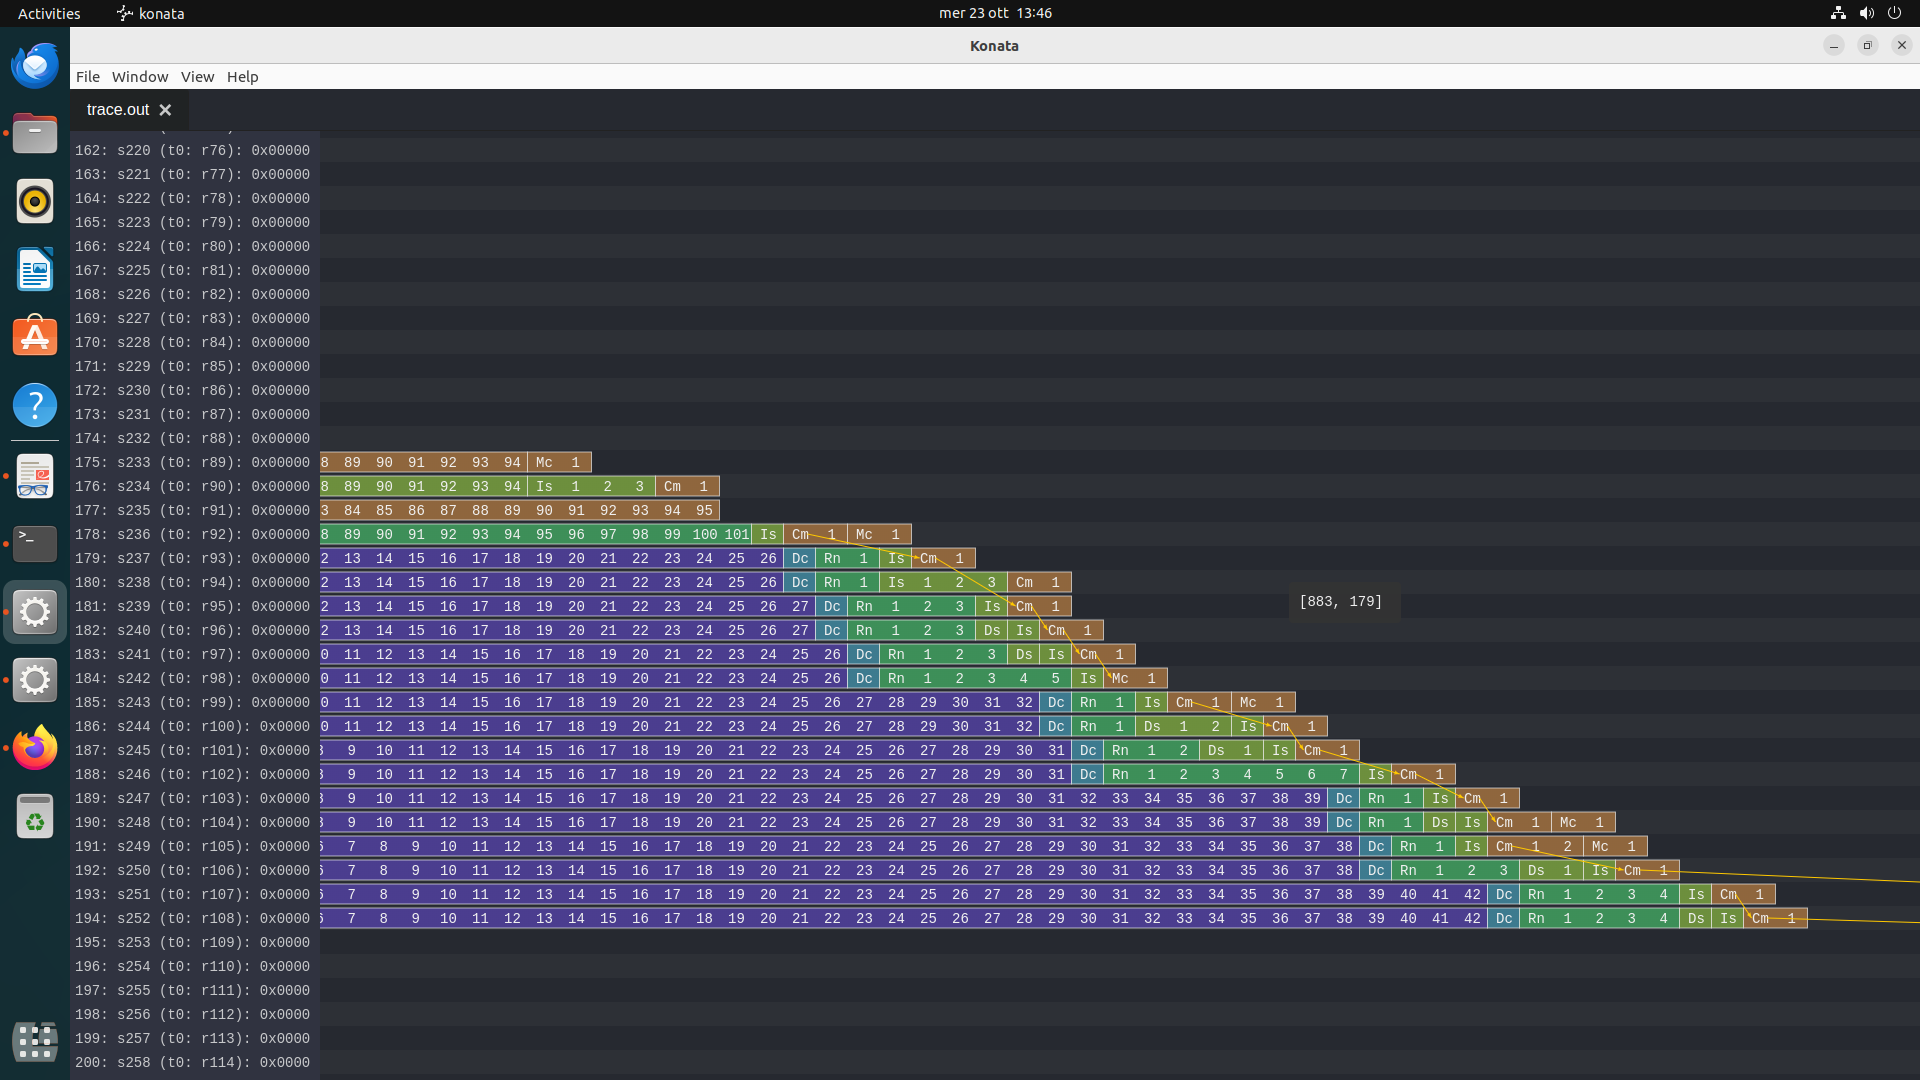 Activities konata mer 23 ott 13:46
Konata
File Window View Help
trace.out
162: s220 (t0: r76): 0x00000
163: s221 (t0: r77): 0x00000
164: s222 (t0: r78): 0x00000
165: s223 (t0: r79): 0x00000
166: s224 (t0: r80): 0x00000
167: s225 (t0: r81): 0x00000
168: s226 (t0: r82): 0x00000
169: s227 (t0: r83): 0x00000
170: s228 (t0: r84): 0x00000
171: s229 (t0: r85): 0x00000
172: s230 (t0: r86): 0x00000
173: s231 (t0: r87): 0x00000
174: s232 (t0: r88): 0x00000
175: s233 (t0: r89): 0x00000 8 89 90 91 92 93 94 Mc 1
176: s234 (t0: r90): 0x00000 8 89 90 91 92 93 94 Is 1 2 3 Cm 1
177: s235 (t0: r91): 0x00000 3 84 85 86 87 88 89 90 91 92 93 94 95
178: s236 (t0: r92): 0x00000 8 89 90 91 92 93 94 95 96 97 98 99 100 101 Is Cm 1 Mc 1
179: s237 (t0: r93): 0x00000 2 13 14 15 16 17 18 19 20 21 22 23 24 25 26 Dc Rn 1 Is Cm 1
180: s238 (t0: r94): 0x00000 2 13 14 15 16 17 18 19 20 21 22 23 24 25 26 Dc Rn 1 Is 1 2 3 Cm 1
181: s239 (t0: r95): 0x00000 2 13 14 15 16 17 18 19 20 21 22 23 24 25 26 27 Dc Rn 1 2 3 Is Cm 1
[883, 179]
182: s240 (t0: r96): 0x00000 2 13 14 15 16 17 18 19 20 21 22 23 24 25 26 27 Dc Rn 1 2 3 Ds Is Cm 1
183: s241 (t0: r97): 0x00000 0 11 12 13 14 15 16 17 18 19 20 21 22 23 24 25 26 Dc Rn 1 2 3 Ds Is Cm 1
184: s242 (t0: r98): 0x00000 0 11 12 13 14 15 16 17 18 19 20 21 22 23 24 25 26 Dc Rn 1 2 3 4 5 Is Mc 1
185: s243 (t0: r99): 0x00000 0 11 12 13 14 15 16 17 18 19 20 21 22 23 24 25 26 27 28 29 30 31 32 Dc Rn 1 Is Cm 1 Mc 1
186: s244 (t0: r100): 0x0000 0 11 12 13 14 15 16 17 18 19 20 21 22 23 24 25 26 27 28 29 30 31 32 Dc Rn 1 Ds 1 2 Is Cm 1
187: s245 (t0: r101): 0x0000 9 10 11 12 13 14 15 16 17 18 19 20 21 22 23 24 25 26 27 28 29 30 31 Dc Rn 1 2 Ds 1 Is Cm 1
188: s246 (t0: r102): 0x0000 9 10 11 12 13 14 15 16 17 18 19 20 21 22 23 24 25 26 27 28 29 30 31 Dc Rn 1 2 3 4 5 6 7 Is Cm 1
189: s247 (t0: r103): 0x0000 9 10 11 12 13 14 15 16 17 18 19 20 21 22 23 24 25 26 27 28 29 30 31 32 33 34 35 36 37 38 39 Dc Rn 1 Is Cm 1
190: s248 (t0: r104): 0x0000 9 10 11 12 13 14 15 16 17 18 19 20 21 22 23 24 25 26 27 28 29 30 31 32 33 34 35 36 37 38 39 Dc Rn 1 Ds Is Cm 1 Mc 1
191: s249 (t0: r105): 0x0000 7 8 9 10 11 12 13 14 15 16 17 18 19 20 21 22 23 24 25 26 27 28 29 30 31 32 33 34 35 36 37 38 Dc Rn 1 Is Cm 1 2 Mc 1
192: s250 (t0: r106): 0x0000 7 8 9 10 11 12 13 14 15 16 17 18 19 20 21 22 23 24 25 26 27 28 29 30 31 32 33 34 35 36 37 38 Dc Rn 1 2 3 Ds 1 Is Cm 1
193: s251 (t0: r107): 0x0000 7 8 9 10 11 12 13 14 15 16 17 18 19 20 21 22 23 24 25 26 27 28 29 30 31 32 33 34 35 36 37 38 39 40 41 42 Dc Rn 1 2 3 4 Is Cm 1
194: s252 (t0: r108): 0x0000 7 8 9 10 11 12 13 14 15 16 17 18 19 20 21 22 23 24 25 26 27 28 29 30 31 32 33 34 35 36 37 38 39 40 41 42 Dc Rn 1 2 3 4 Ds Is Cm 1
195: s253 (t0: r109): 0x0000
196: s254 (t0: r110): 0x0000
197: s255 (t0: r111): 0x0000
198: s256 (t0: r112): 0x0000
199: s257 (t0: r113): 0x0000
200: s258 (t0: r114): 0x0000